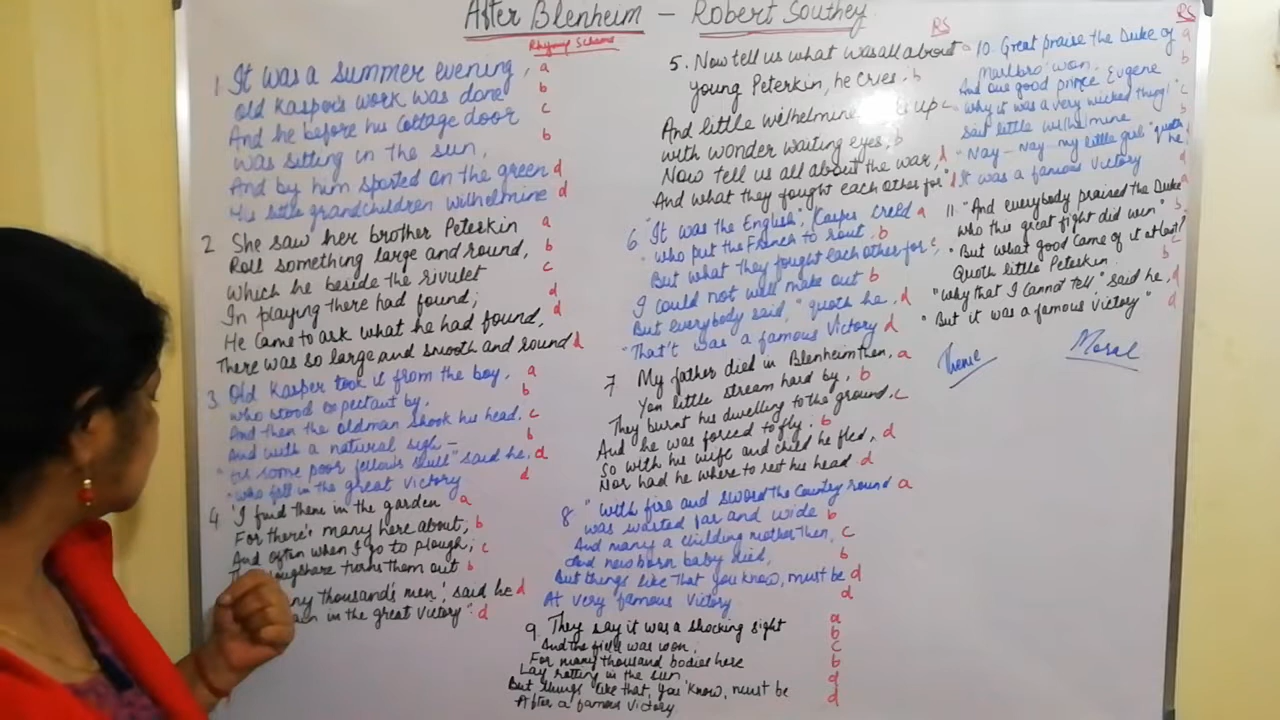 After Blenheim – Robert Southey
Rhyming Scheme
1. It was a summer evening, a
Old Kaspar's work was done b
And he before his cottage door c
was sitting in the sun, b
And by him sported on the green d
His little grandchildren wilhelmine d
2 She saw her brother Peterkin a
Roll something large and round, b
which he beside the rivulet c
In playing there had found; d
He came to ask what he had found, d
There was so large and smooth and round d
3. Old Kasper took it from the boy, a
who stood expectant by, b
And then the oldman shook his head, c
And with a natural sigh – b
"'tis some poor fellow's skull" said he, d
"who fell in the great victory d
4 'I find them in the garden a
For there's many here about, b
And often when I go to plough, c
turns them out b
thousands men', said he d
in the great victory". d
5. Now tell us what was all about a
young Peterkin, he cries, b
And little wilhelmine up c
with wonder waiting eyes, b
Now tell us all about the war, d
And what they fought each other for" d
6 "It was the English", Kasper cried a
"who put the French to rout, b
But what they fought each other for, c
I could not well make out b
But everybody said," quoth he, d
"That't was a famous victory d
7. My father died in Blenheim then, a
Yon little stream hard by, b
They burnt his dwelling to the ground, c
And he was forced to fly: b
So with his wife and child he fled, d
Nor had he where to rest his head. d
8. "with fire and sword the Country round a
was wasted far and wide b
And many a childing mother then, c
And newborn baby died, b
But things like that you know, must be d
At very famous victory d
9. They say it was a shocking sight a
And the field was won, b
For many thousand bodies here c
Lay rotting in the sun b
But things like that, you know, must be d
After a famous victory d
RS
RS
10. Great praise the Duke of a
Marlbro' won, b
And our good prince Eugene
"why it was a very wicked thing!" c
said little wilhelmine b
"Nay – nay my little girl" quoth he,
It was a famous victory d
11. "And everybody praised the Duke a
who this great fight did win" b
"But what good came of it at last?" c
Quoth little Peterkin. b
"why that I cannot tell," said he, d
"But it was a famous victory" d
Theme
Moral